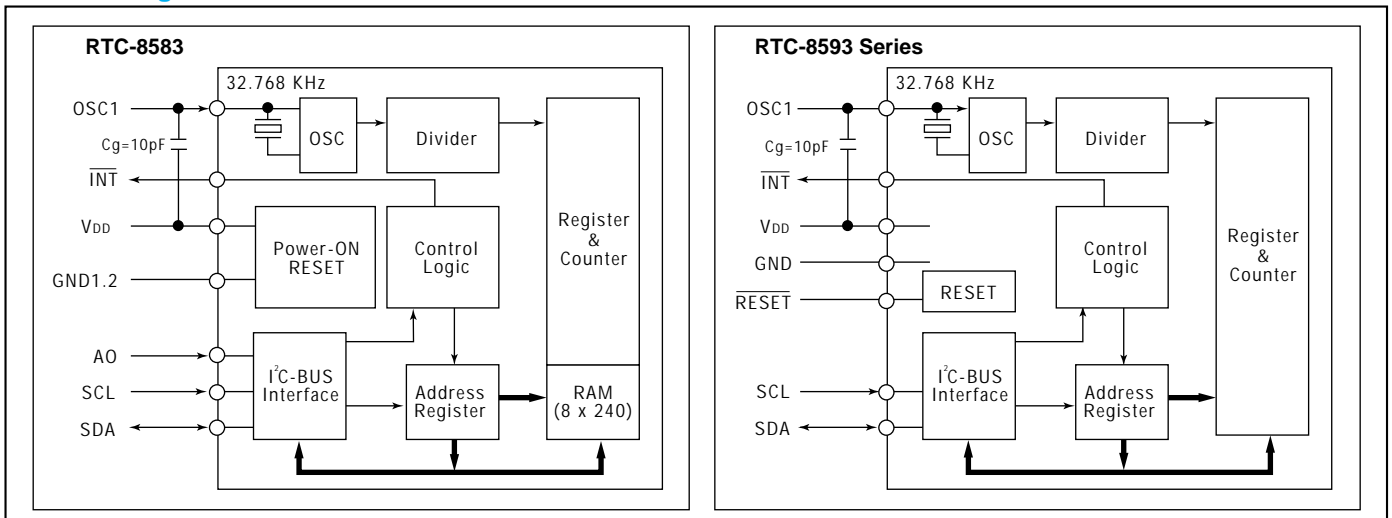 RTC-8583
32.768 KHz
OSC1
Cg=10pF
OSC
Divider
INT
VDD
Power-ON
RESET
Control
Logic
Register
&
Counter
GND1.2
AO
SCL
SDA
I²C-BUS
Interface
Address
Register
RAM
(8 x 240)
RTC-8593 Series
32.768 KHz
OSC1
Cg=10pF
OSC
Divider
INT
VDD
GND
RESET
RESET
Control
Logic
Register
&
Counter
SCL
SDA
I²C-BUS
Interface
Address
Register